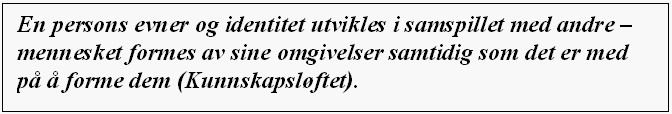 En persons evner og identitet utvikles i samspillet med andre –
mennesket formes av sine omgivelser samtidig som det er med
på å forme dem (Kunnskapsløftet).